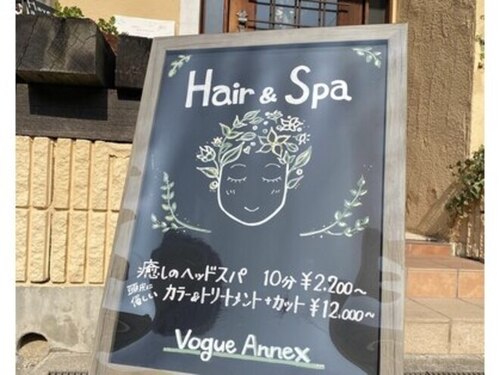 Hair & Spa
癒しのヘッドスパ 10分 ¥2.200~
頭皮に
優しい カラー&トリートメント+カット ¥12.000~
Vogue Annex